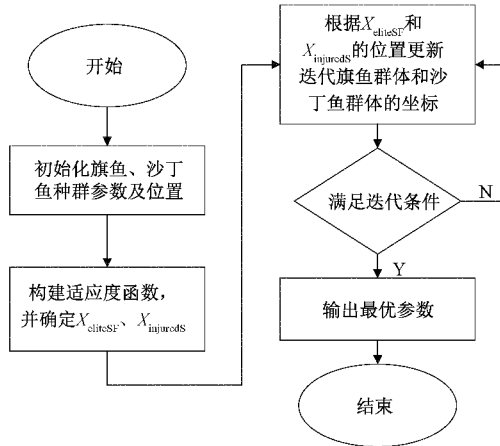 开始
初始化旗鱼、沙丁
鱼种群参数及位置
构建适应度函数,
并确定X_eliteSF、X_injuredS
根据X_eliteSF和
X_injuredS的位置更新
迭代旗鱼群体和沙
丁鱼群体的坐标
满足迭代条件
N
Y
输出最优参数
结束